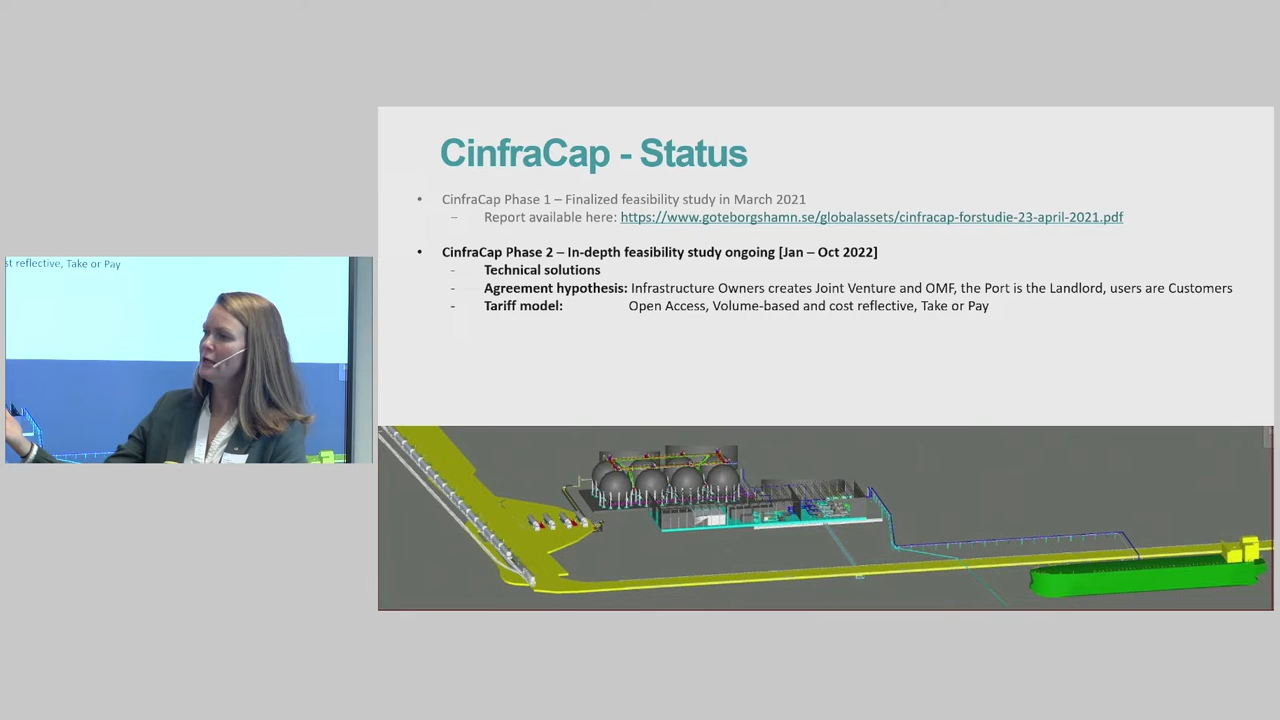 CinfraCap - Status
• CinfraCap Phase 1 – Finalized feasibility study in March 2021
– Report available here: https://www.goteborgshamn.se/globalassets/cinfracap-forstudie-23-april-2021.pdf
• CinfraCap Phase 2 – In-depth feasibility study ongoing [Jan – Oct 2022]
- Technical solutions
- Agreement hypothesis: Infrastructure Owners creates Joint Venture and OMF, the Port is the Landlord, users are Customers
- Tariff model: Open Access, Volume-based and cost reflective, Take or Pay
st reflective, Take or Pay